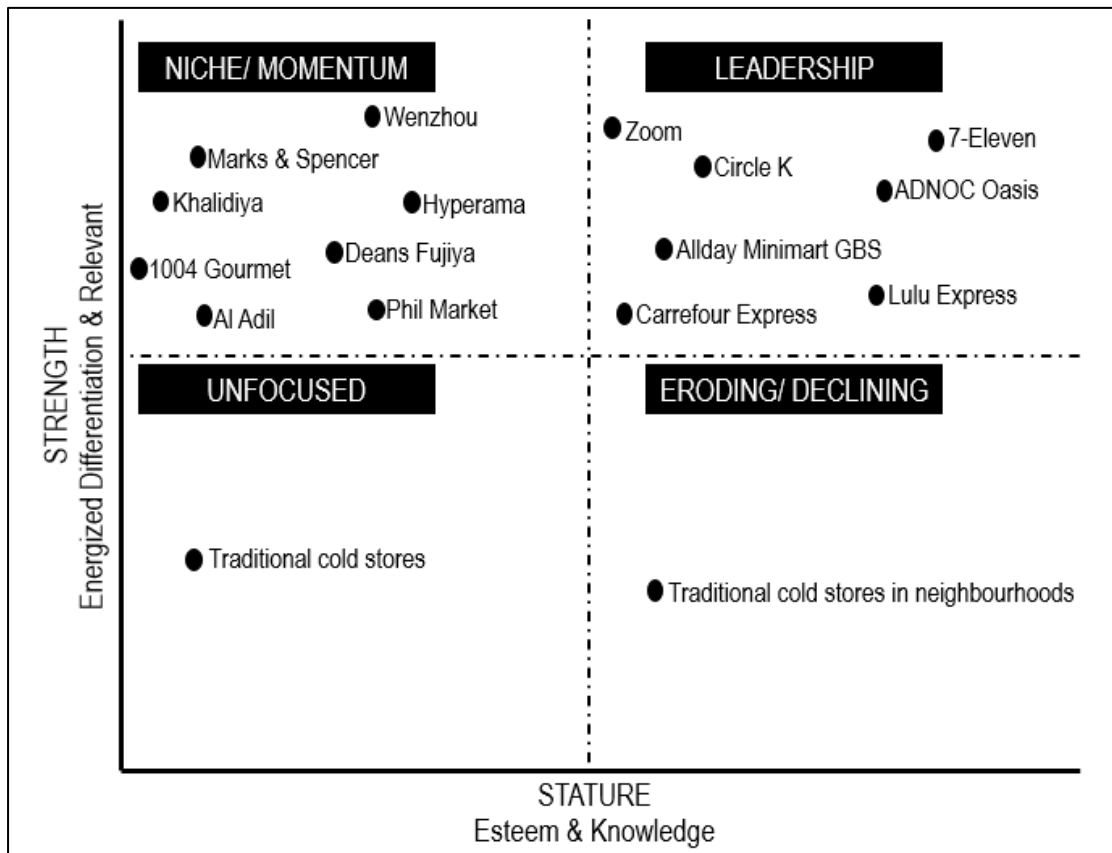 NICHE/ MOMENTUM
LEADERSHIP
Wenzhou
Marks & Spencer
Khalidiya
Hyperama
Deans Fujiya
1004 Gourmet
Al Adil
Phil Market
Zoom
7-Eleven
Circle K
ADNOC Oasis
Allday Minimart GBS
Lulu Express
Carrefour Express
UNFOCUSED
ERODING/ DECLINING
Traditional cold stores
Traditional cold stores in neighbourhoods
STRENGTH
Energized Differentiation & Relevant
STATURE
Esteem & Knowledge